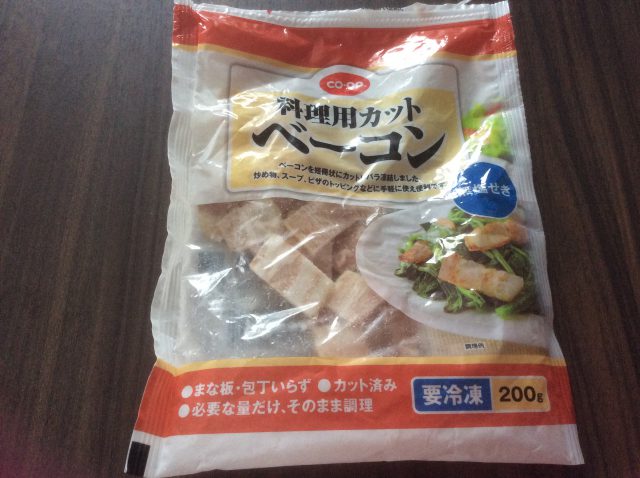 CO·OP
料理用カット
ベーコン
ベーコンを短冊状にカットしバラ凍結しました。
炒め物、スープ、ピザのトッピングなどに手軽に使え便利です
塩せき
調理例
●まな板・包丁いらず ●カット済み
●必要な量だけ、そのまま調理
要冷凍 200g